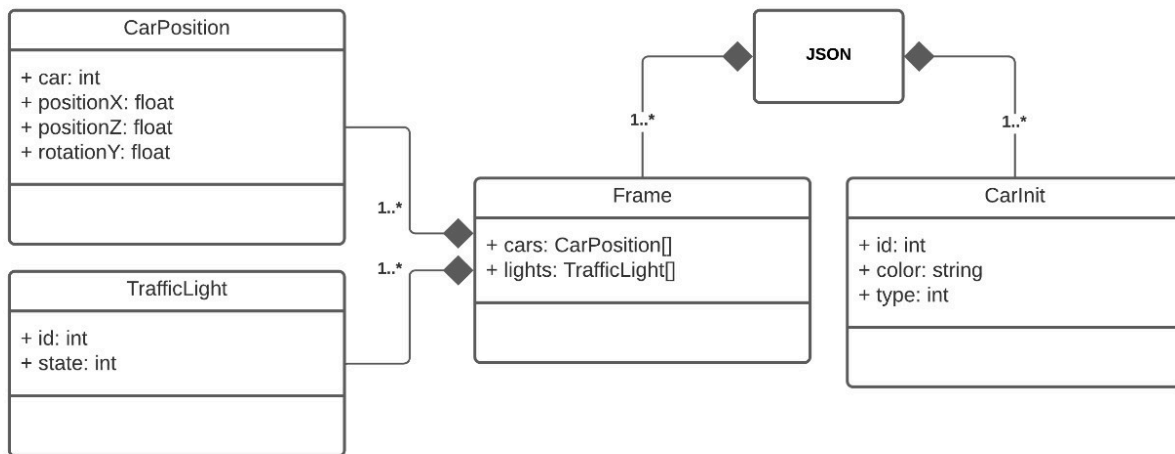 CarPosition
+ car: int
+ positionX: float
+ positionZ: float
+ rotationY: float
1..*
1..*
TrafficLight
+ id: int
+ state: int
JSON
1..*
1..*
Frame
+ cars: CarPosition[]
+ lights: TrafficLight[]
CarInit
+ id: int
+ color: string
+ type: int